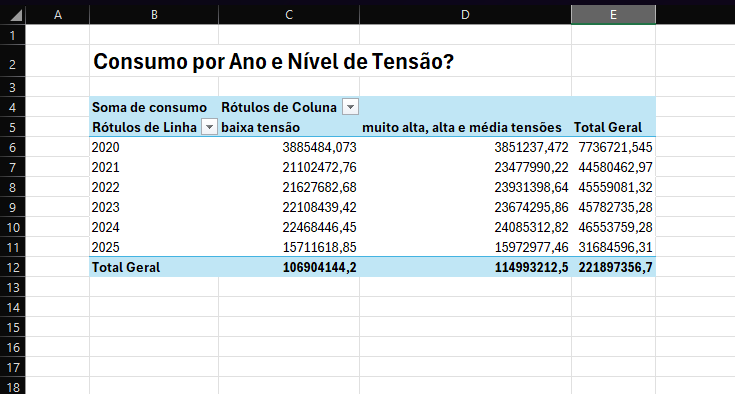 A B C D E
1
2 Consumo por Ano e Nível de Tensão?
3
4 Soma de consumo Rótulos de Coluna
5 Rótulos de Linha baixa tensão muito alta, alta e média tensões Total Geral
6 2020 3885484,073 3851237,472 7736721,545
7 2021 21102472,76 23477990,22 44580462,97
8 2022 21627682,68 23931398,64 45559081,32
9 2023 22108439,42 23674295,86 45782735,28
10 2024 22468446,45 24085312,82 46553759,28
11 2025 15711618,85 15972977,46 31684596,31
12 Total Geral 106904144,2 114993212,5 221897356,7
13
14
15
16
17
18